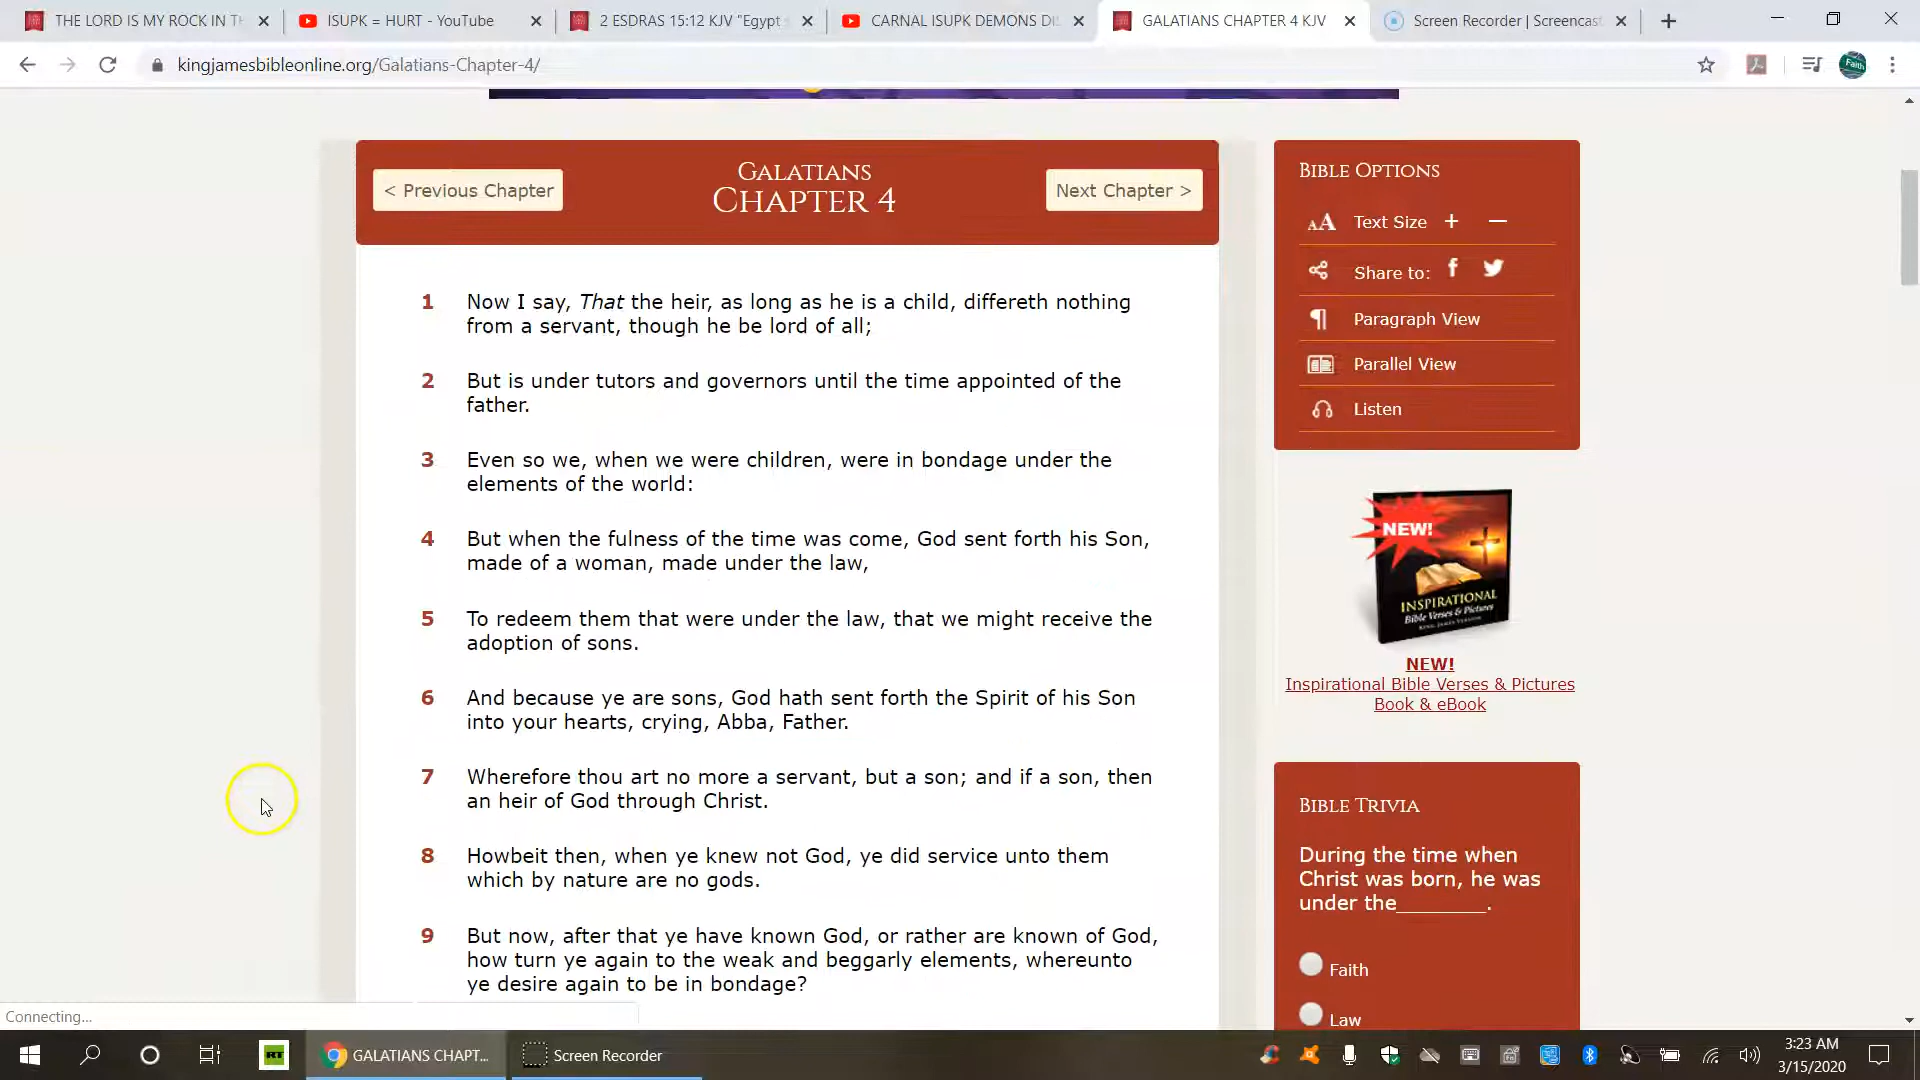 THE LORD IS MY ROCK IN TH
ISUPK = HURT - YouTube
2 ESDRAS 15:12 KJV "Egypt s
CARNAL ISUPK DEMONS DI
GALATIANS CHAPTER 4 KJV
Screen Recorder | Screencast
kingjamesbibleonline.org/Galatians-Chapter-4/
Faith
< Previous Chapter
Galatians
Chapter 4
Next Chapter >
1 Now I say, That the heir, as long as he is a child, differeth nothing
from a servant, though he be lord of all;
2 But is under tutors and governors until the time appointed of the
father.
3 Even so we, when we were children, were in bondage under the
elements of the world:
4 But when the fulness of the time was come, God sent forth his Son,
made of a woman, made under the law,
5 To redeem them that were under the law, that we might receive the
adoption of sons.
6 And because ye are sons, God hath sent forth the Spirit of his Son
into your hearts, crying, Abba, Father.
7 Wherefore thou art no more a servant, but a son; and if a son, then
an heir of God through Christ.
8 Howbeit then, when ye knew not God, ye did service unto them
which by nature are no gods.
9 But now, after that ye have known God, or rather are known of God,
how turn ye again to the weak and beggarly elements, whereunto
ye desire again to be in bondage?
Bible Options
AA Text Size + —
Share to:
Paragraph View
Parallel View
Listen
NEW!
INSPIRATIONAL
Bible Verses & Pictures
NEW!
Inspirational Bible Verses & Pictures
Book & eBook
Bible Trivia
During the time when
Christ was born, he was
under the________.
Faith
Law
Connecting...
RT
GALATIANS CHAPT...
Screen Recorder
3:23 AM
3/15/2020